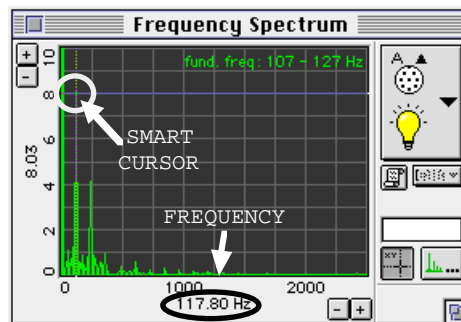 Frequency Spectrum
+
-
10
8
6
4
2
0
8.03
fund. freq: 107 - 127 Hz
SMART
CURSOR
FREQUENCY
0
1000
2000
117.80 Hz
-
+
A
XY
...